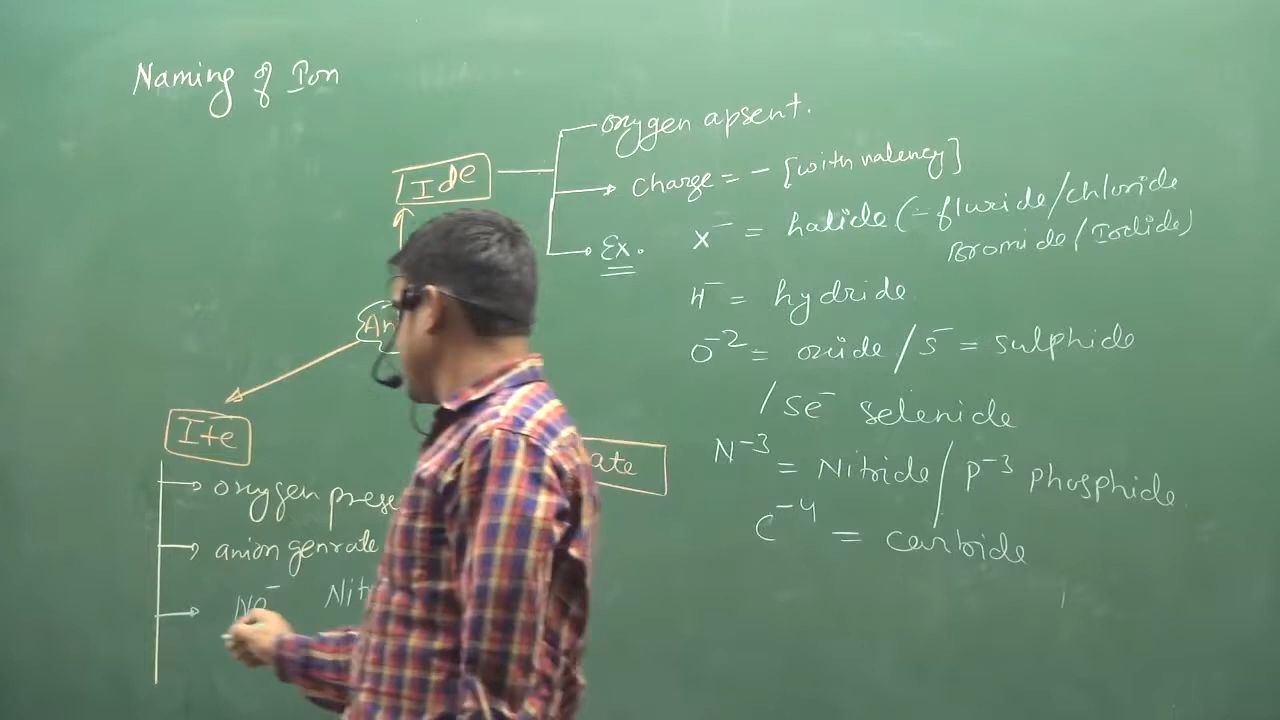 Naming of Ion
Ide
oxygen apsent.
Charge = - [with valency]
Ex. x⁻ = halide (- fluride/chloride
Bromide/Iodide)
H⁻ = hydride
O⁻² = oxide / S⁻ = sulphide
/ Se⁻ selenide
N⁻³ = Nitride / P⁻³ phosphide
C⁻⁴ = carbide
An
Ite
oxygen prese
anion genrate
NO⁻ Nit
ate